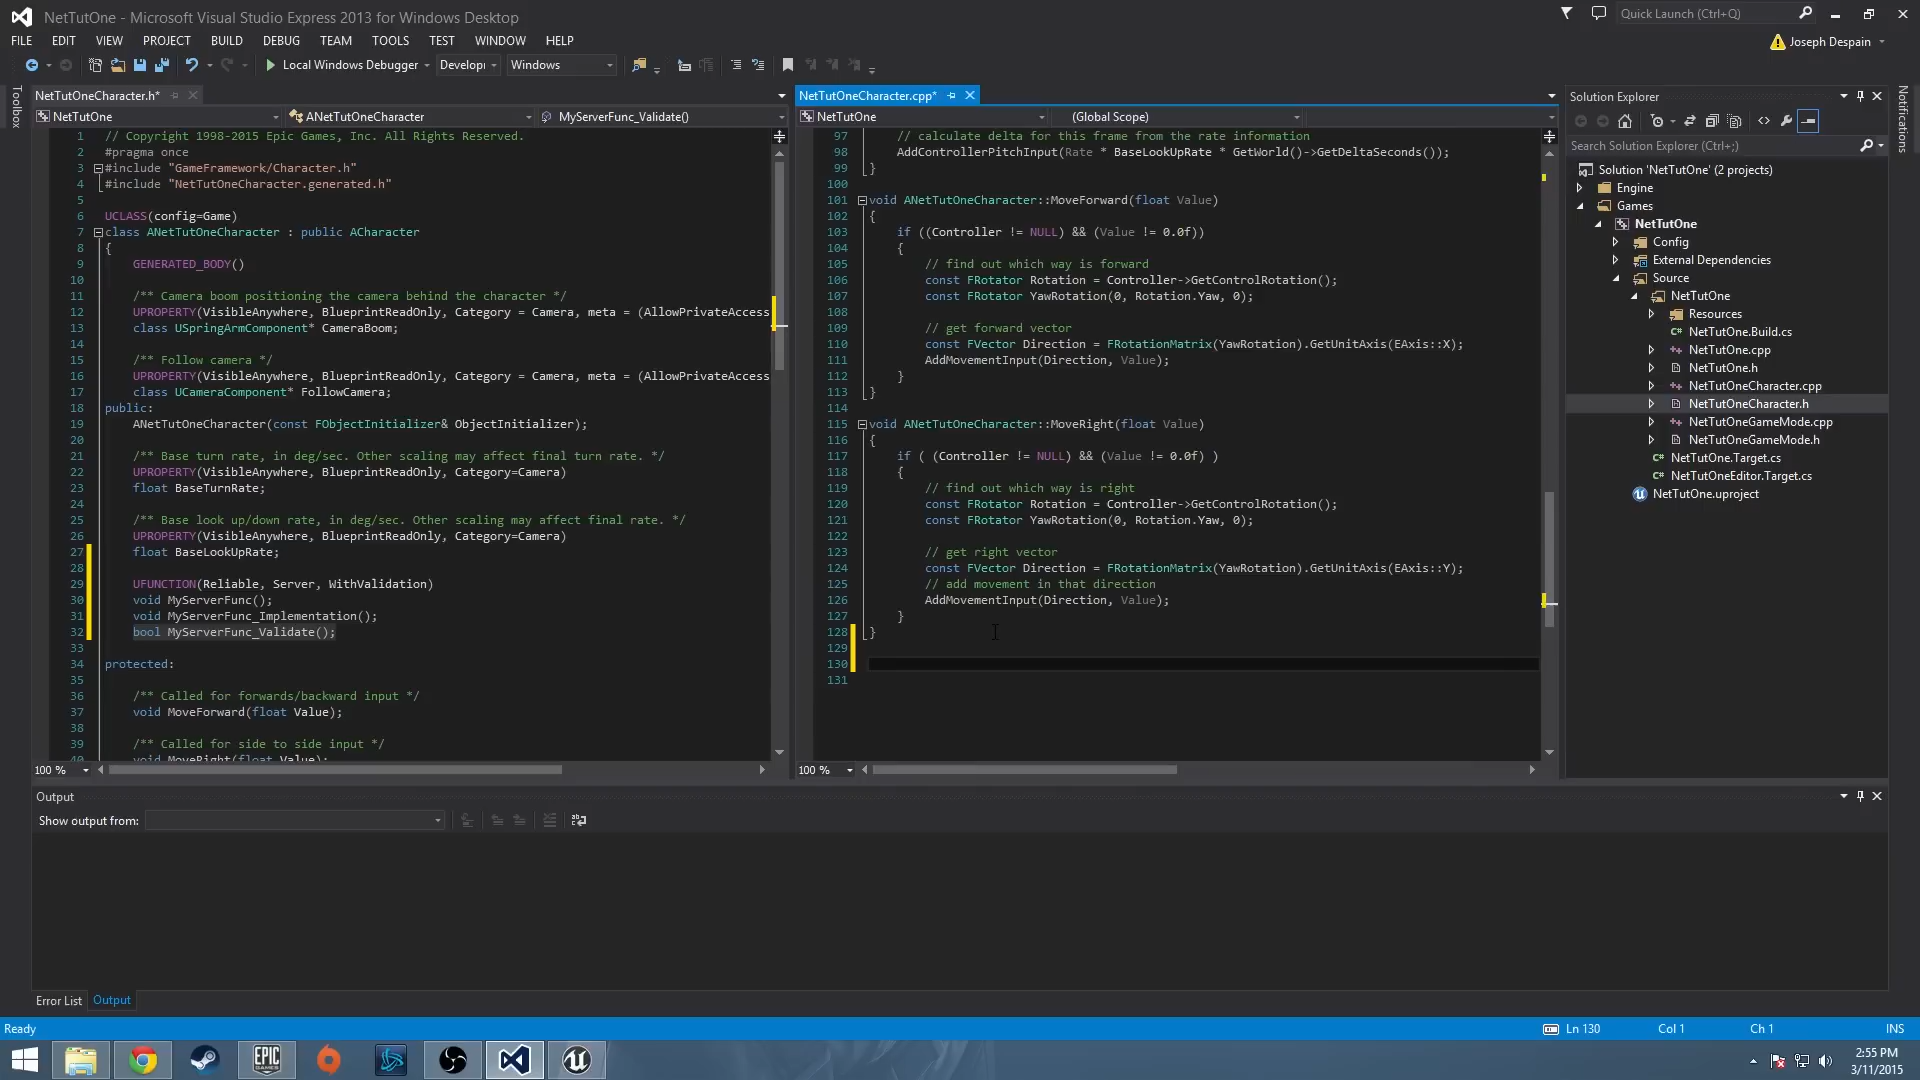 NetTutOne - Microsoft Visual Studio Express 2013 for Windows Desktop
Quick Launch (Ctrl+Q)
FILE EDIT VIEW PROJECT BUILD DEBUG TEAM TOOLS TEST WINDOW HELP
Joseph Despain
Local Windows Debugger Develop Windows
Toolbox
NetTutOneCharacter.h*
NetTutOne ANetTutOneCharacter MyServerFunc_Validate()
1 // Copyright 1998-2015 Epic Games, Inc. All Rights Reserved.
2 #pragma once
3 #include "GameFramework/Character.h"
4 #include "NetTutOneCharacter.generated.h"
5
6 UCLASS(config=Game)
7 class ANetTutOneCharacter : public ACharacter
8 {
9 GENERATED_BODY()
10
11 /** Camera boom positioning the camera behind the character */
12 UPROPERTY(VisibleAnywhere, BlueprintReadOnly, Category = Camera, meta = (AllowPrivateAccess
13 class USpringArmComponent* CameraBoom;
14
15 /** Follow camera */
16 UPROPERTY(VisibleAnywhere, BlueprintReadOnly, Category = Camera, meta = (AllowPrivateAccess
17 class UCameraComponent* FollowCamera;
18 public:
19 ANetTutOneCharacter(const FObjectInitializer& ObjectInitializer);
20
21 /** Base turn rate, in deg/sec. Other scaling may affect final turn rate. */
22 UPROPERTY(VisibleAnywhere, BlueprintReadOnly, Category=Camera)
23 float BaseTurnRate;
24
25 /** Base look up/down rate, in deg/sec. Other scaling may affect final rate. */
26 UPROPERTY(VisibleAnywhere, BlueprintReadOnly, Category=Camera)
27 float BaseLookUpRate;
28
29 UFUNCTION(Reliable, Server, WithValidation)
30 void MyServerFunc();
31 void MyServerFunc_Implementation();
32 bool MyServerFunc_Validate();
33
34 protected:
35
36 /** Called for forwards/backward input */
37 void MoveForward(float Value);
38
39 /** Called for side to side input */
40 void MoveRight(float Value);
100 %
NetTutOneCharacter.cpp*
NetTutOne (Global Scope)
97 // calculate delta for this frame from the rate information
98 AddControllerPitchInput(Rate * BaseLookUpRate * GetWorld()->GetDeltaSeconds());
99 }
100
101 void ANetTutOneCharacter::MoveForward(float Value)
102 {
103 if ((Controller != NULL) && (Value != 0.0f))
104 {
105 // find out which way is forward
106 const FRotator Rotation = Controller->GetControlRotation();
107 const FRotator YawRotation(0, Rotation.Yaw, 0);
108
109 // get forward vector
110 const FVector Direction = FRotationMatrix(YawRotation).GetUnitAxis(EAxis::X);
111 AddMovementInput(Direction, Value);
112 }
113 }
114
115 void ANetTutOneCharacter::MoveRight(float Value)
116 {
117 if ( (Controller != NULL) && (Value != 0.0f) )
118 {
119 // find out which way is right
120 const FRotator Rotation = Controller->GetControlRotation();
121 const FRotator YawRotation(0, Rotation.Yaw, 0);
122
123 // get right vector
124 const FVector Direction = FRotationMatrix(YawRotation).GetUnitAxis(EAxis::Y);
125 // add movement in that direction
126 AddMovementInput(Direction, Value);
127 }
128 }
129
130
131
100 %
Solution Explorer
Search Solution Explorer (Ctrl+;)
Solution 'NetTutOne' (2 projects)
Engine
Games
NetTutOne
Config
External Dependencies
Source
NetTutOne
Resources
NetTutOne.Build.cs
NetTutOne.cpp
NetTutOne.h
NetTutOneCharacter.cpp
NetTutOneCharacter.h
NetTutOneGameMode.cpp
NetTutOneGameMode.h
NetTutOne.Target.cs
NetTutOneEditor.Target.cs
NetTutOne.uproject
Notifications
Output
Show output from:
Error List Output
Ready Ln 130 Col 1 Ch 1 INS
EPIC GAMES
2:55 PM
3/11/2015